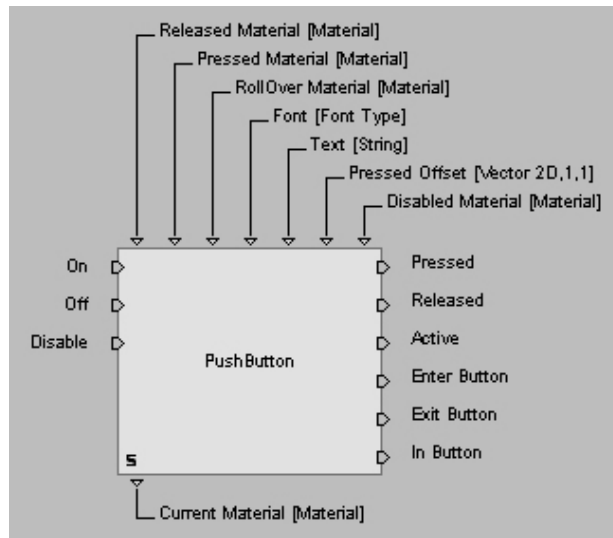 Released Material [Material]
Pressed Material [Material]
RollOver Material [Material]
Font [Font Type]
Text [String]
Pressed Offset [Vector 2D,1,1]
Disabled Material [Material]
On
Off
Disable
PushButton
Pressed
Released
Active
Enter Button
Exit Button
In Button
S
Current Material [Material]